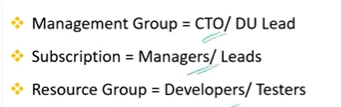 Management Group = CTO/ DU Lead
Subscription = Managers/ Leads
Resource Group = Developers/ Testers